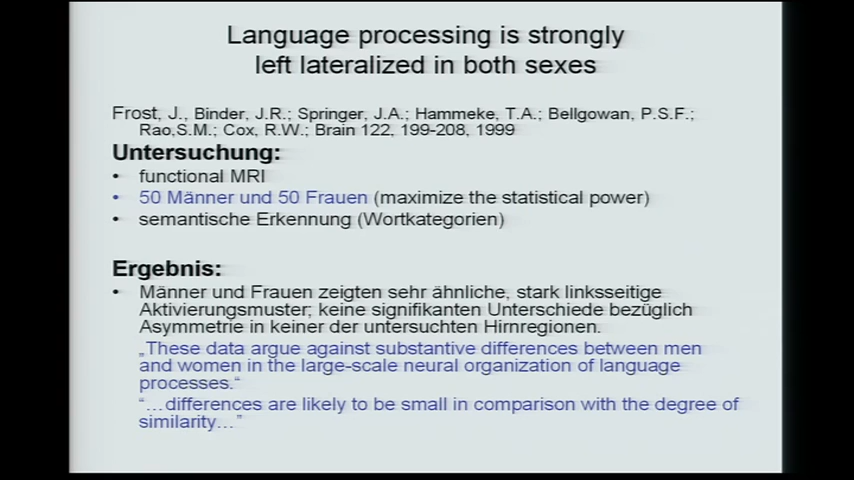 Language processing is strongly
left lateralized in both sexes
Frost, J., Binder, J.R.; Springer, J.A.; Hammeke, T.A.; Bellgowan, P.S.F.;
Rao,S.M.; Cox, R.W.; Brain 122, 199-208, 1999
Untersuchung:
• functional MRI
• 50 Männer und 50 Frauen (maximize the statistical power)
• semantische Erkennung (Wortkategorien)
Ergebnis:
• Männer und Frauen zeigten sehr ähnliche, stark linksseitige
Aktivierungsmuster; keine signifikanten Unterschiede bezüglich
Asymmetrie in keiner der untersuchten Hirnregionen.
„These data argue against substantive differences between men
and women in the large-scale neural organization of language
processes.“
“…differences are likely to be small in comparison with the degree of
similarity…”